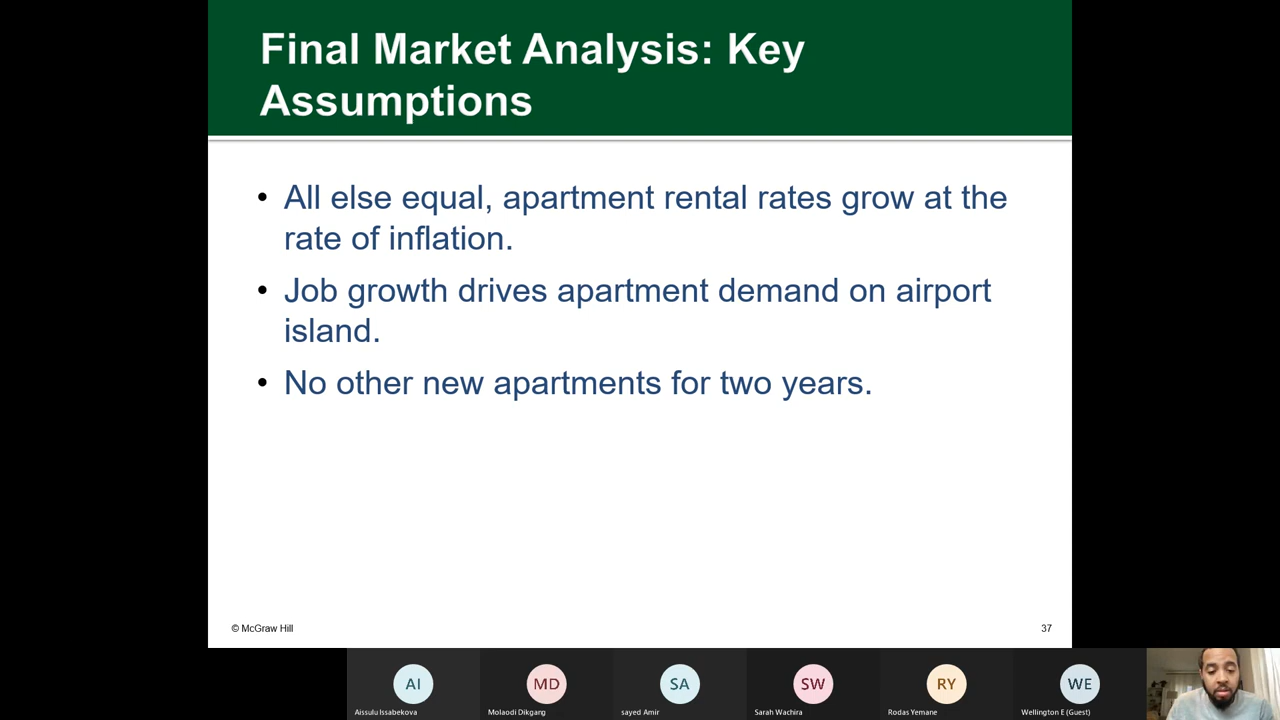 Final Market Analysis: Key
Assumptions
• All else equal, apartment rental rates grow at the
rate of inflation.
• Job growth drives apartment demand on airport
island.
• No other new apartments for two years.
© McGraw Hill
37
AI
MD
SA
SW
RY
WE
Aissulu Issabekova
Molaodi Dikgang
sayed Amir
Sarah Wachira
Rodas Yemane
Wellington E (Guest)